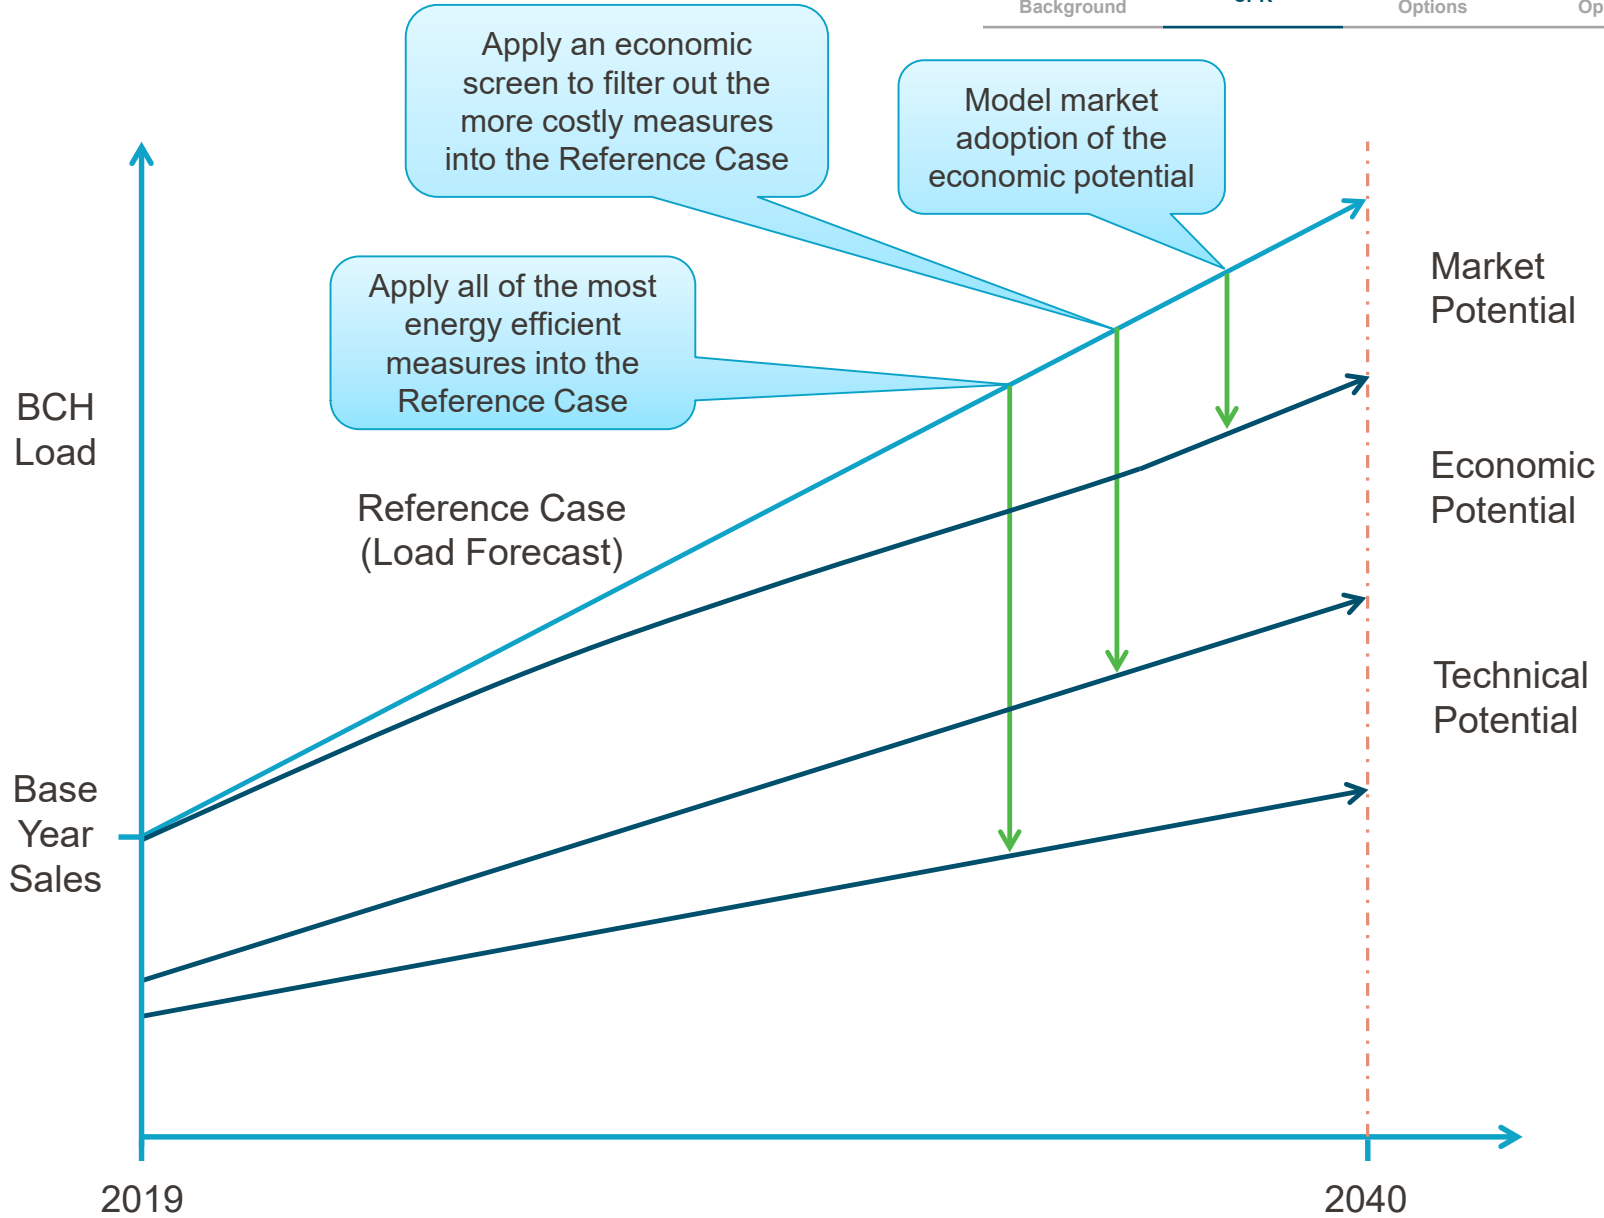 Background
Options
Apply an economic
screen to filter out the
more costly measures
into the Reference Case
Model market
adoption of the
economic potential
Apply all of the most
energy efficient
measures into the
Reference Case
Market
Potential
BCH
Load
Economic
Potential
Reference Case
(Load Forecast)
Technical
Potential
Base
Year
Sales
2019
2040